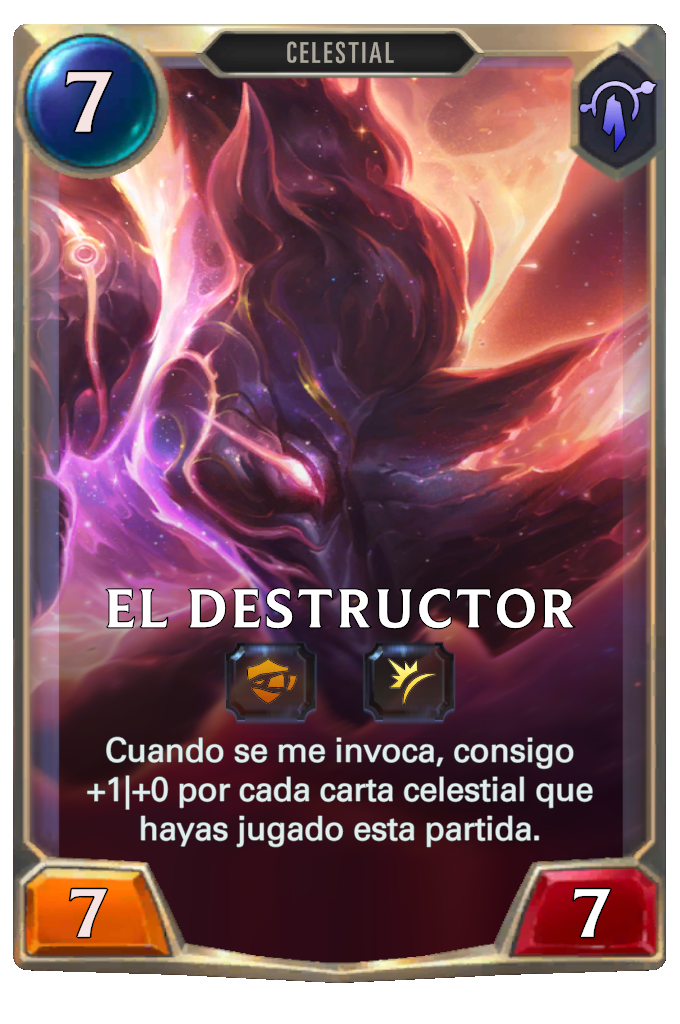 CELESTIAL
7
EL DESTRUCTOR
Cuando se me invoca, consigo
+1|+0 por cada carta celestial que
hayas jugado esta partida.
7
7